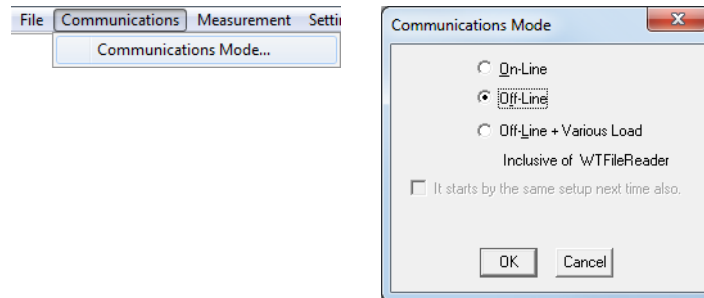 File Communications Measurement
Communications Mode...
Communications Mode
On-Line
Off-Line
Off-Line + Various Load
Inclusive of WTFileReader
It starts by the same setup next time also.
OK Cancel